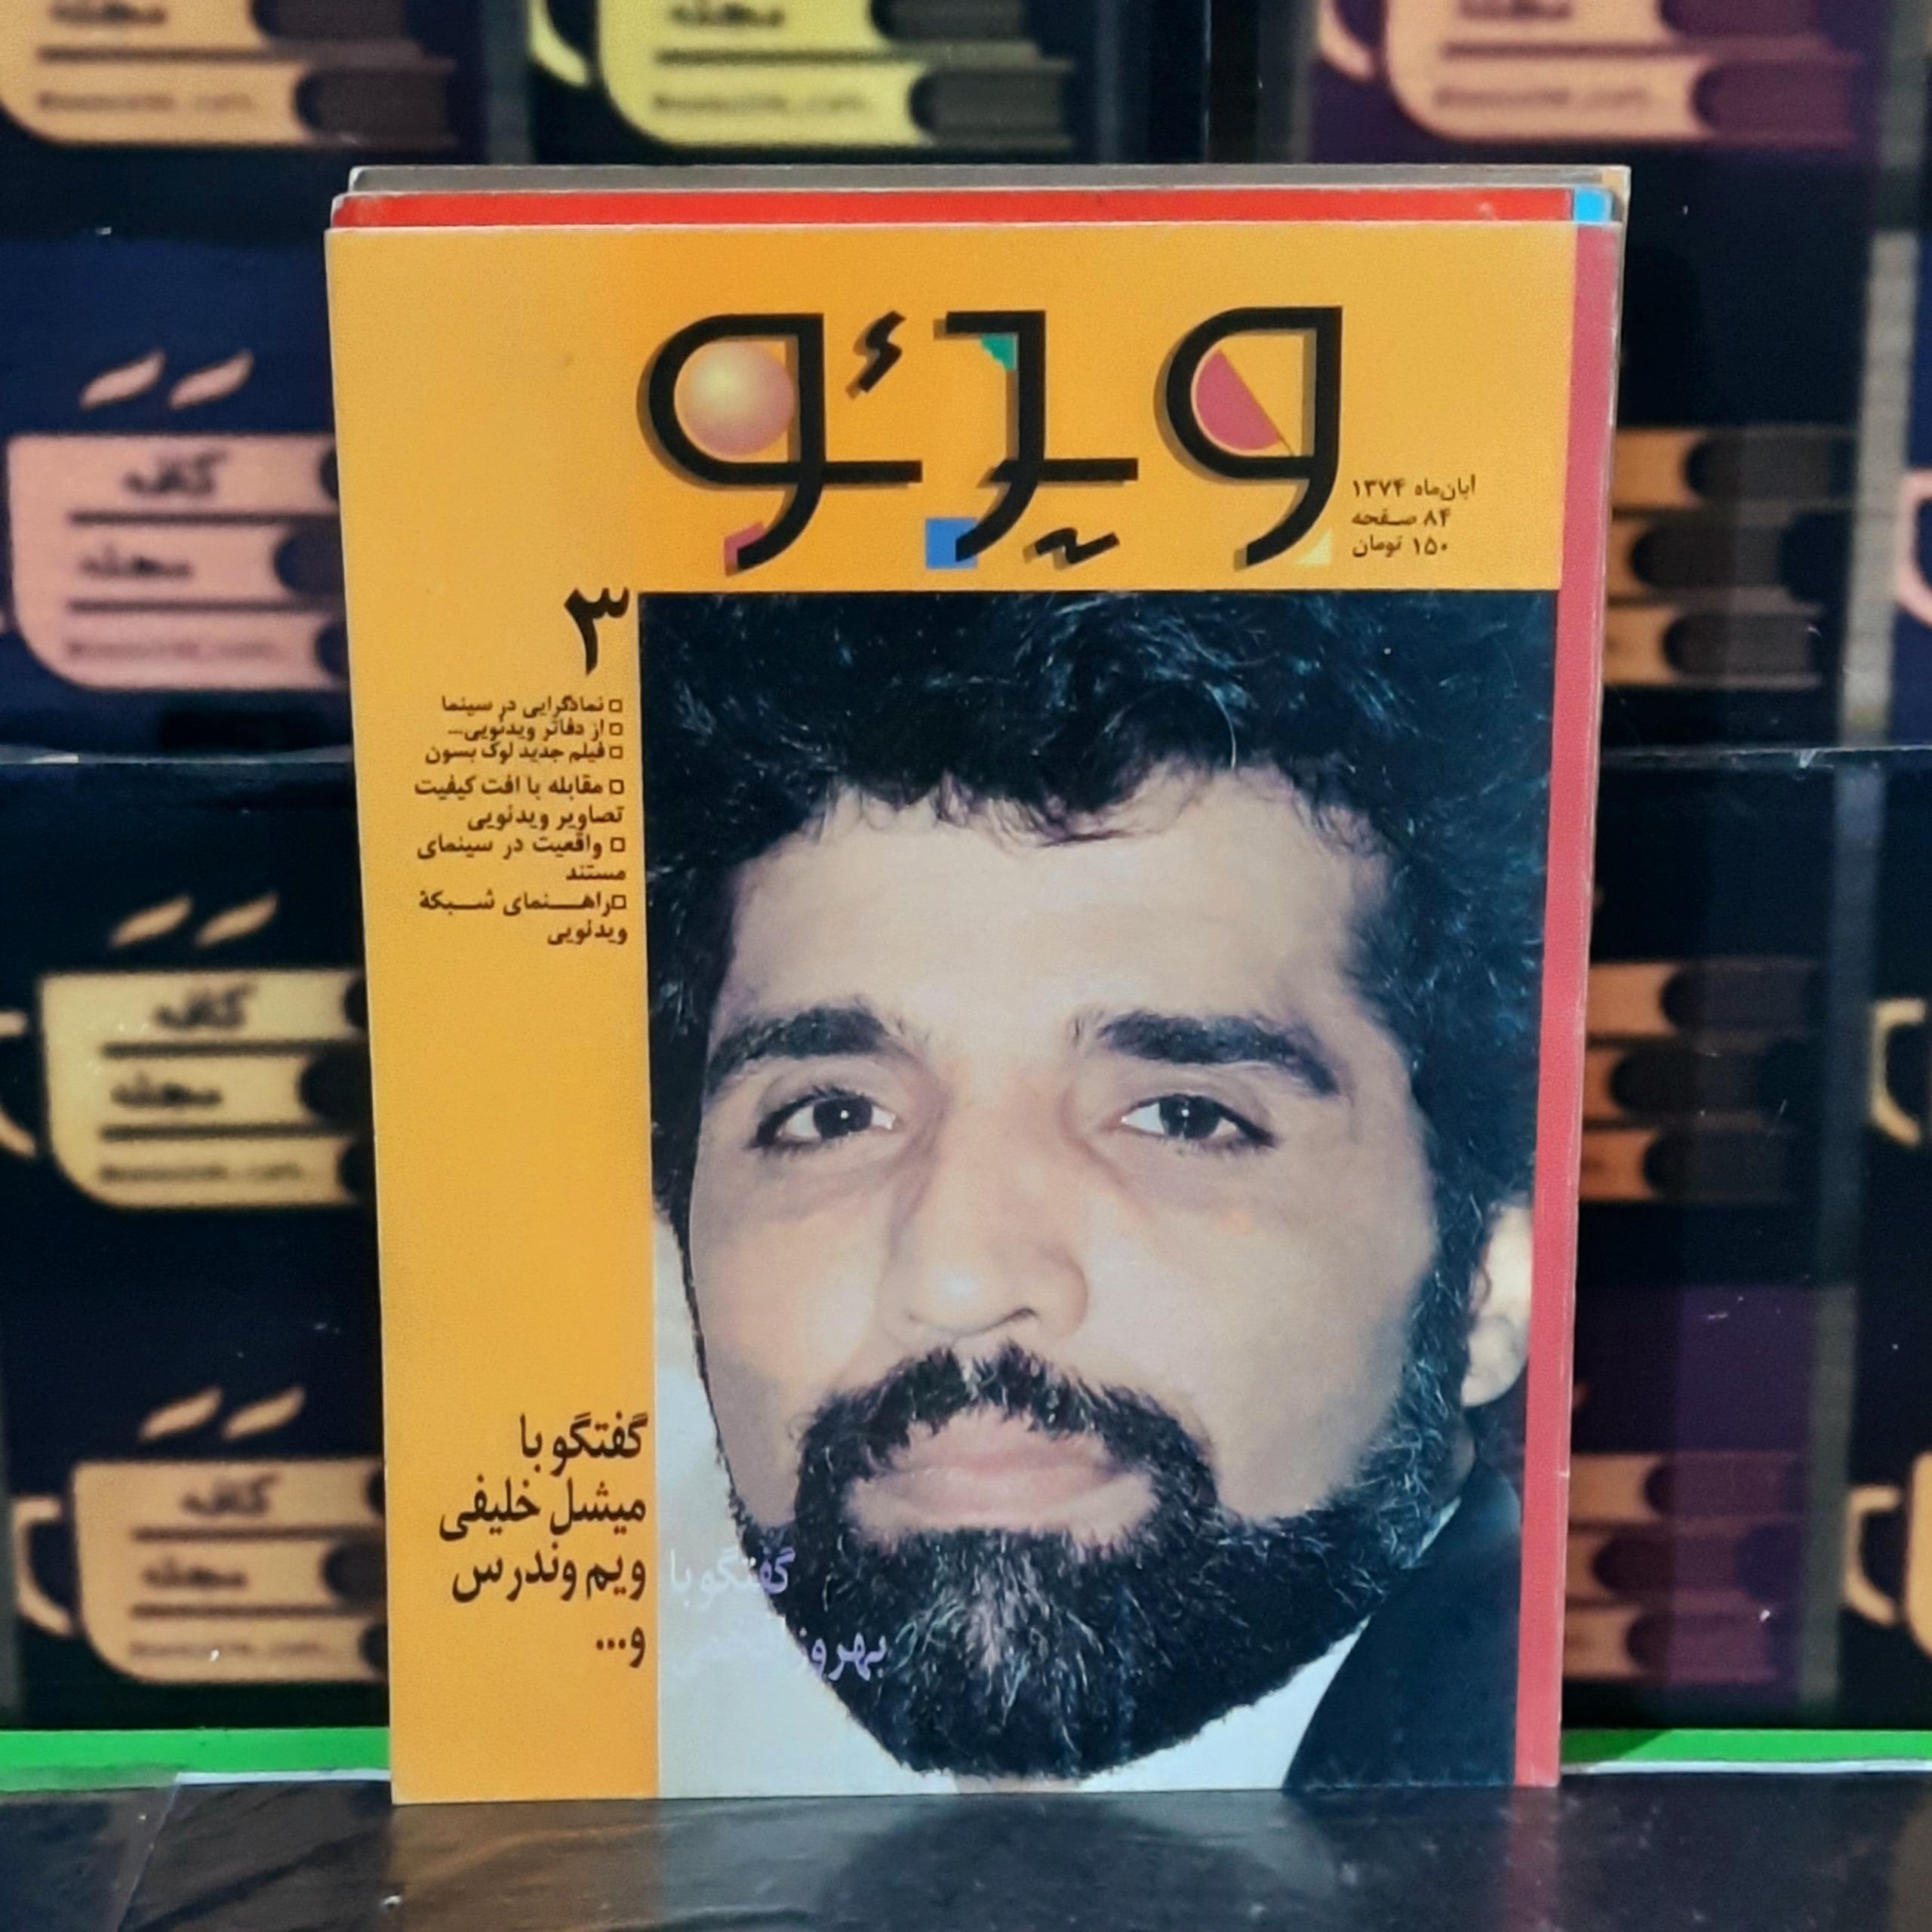 ویدئو
آبان‌ماه ۱۳۷۴
۸۴ صفحه
۱۵۰ تومان
۳
نمادگرایی در سینما
از دفاتر ویدئویی...
فیلم جدید لوک بسون
مقابله با افت کیفیت
تصاویر ویدئویی
واقعیت در سینمای
مستند
راهنمای شبکهٔ
ویدئویی
گفتگو با
میشل خلیفی
ویم وندرس
و...
گفتگو با
بهروز
کافه
مجله
کافه
مجله
کافه
مجله